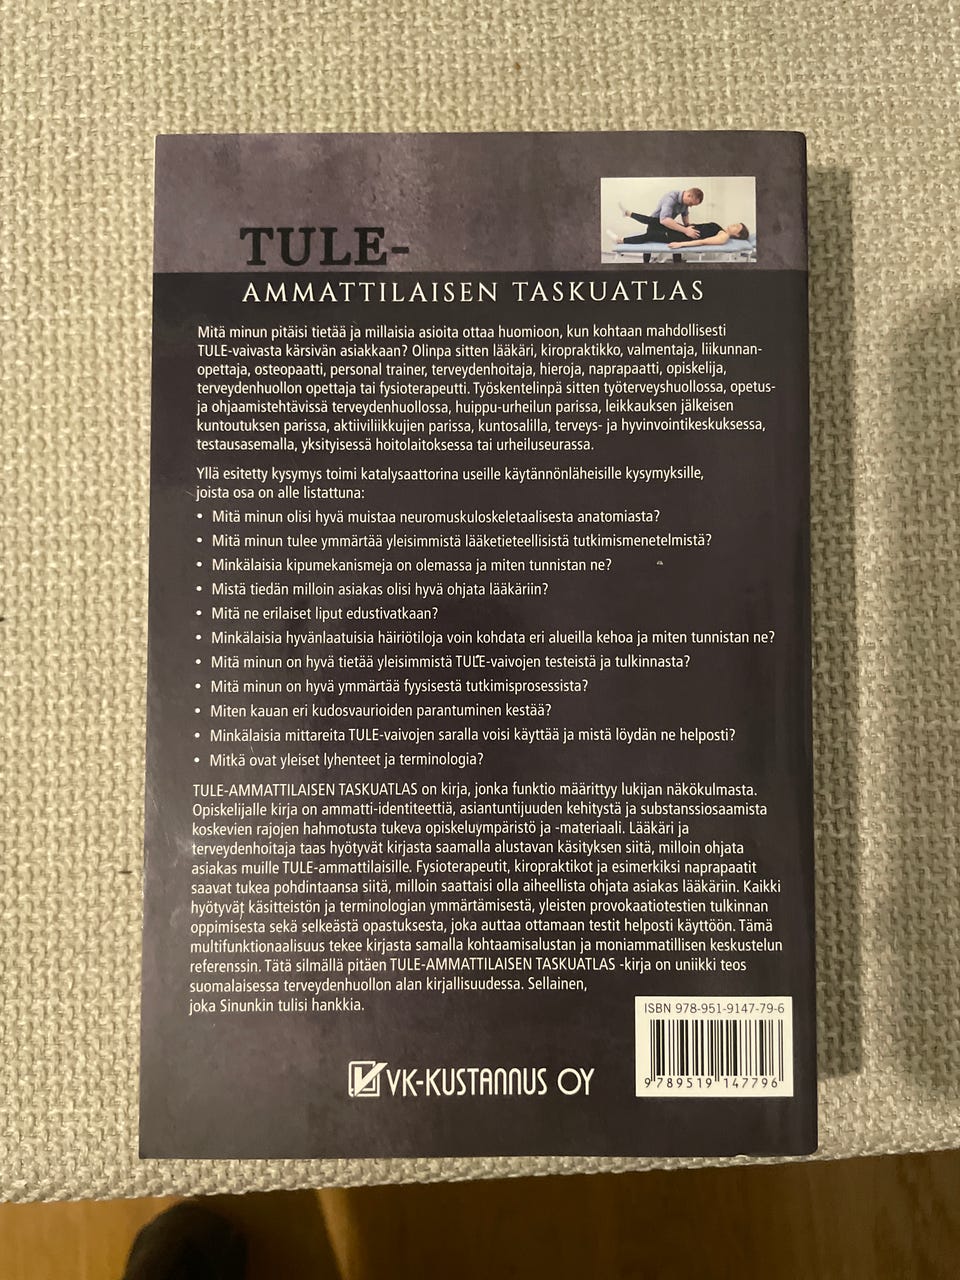 TULE-
AMMATTILAISEN TASKUATLAS
Mitä minun pitäisi tietää ja millaisia asioita ottaa huomioon, kun kohtaan mahdollisesti
TULE-vaivasta kärsivän asiakkaan? Olinpa sitten lääkäri, kiropraktikko, valmentaja, liikunnan-
opettaja, osteopaatti, personal trainer, terveydenhoitaja, hieroja, naprapaatti, opiskelija,
terveydenhuollon opettaja tai fysioterapeutti. Työskentelinpä sitten työterveyshuollossa, opetus-
ja ohjaamistehtävissä terveydenhuollossa, huippu-urheilun parissa, leikkauksen jälkeisen
kuntoutuksen parissa, aktiiviliikkujien parissa, kuntosalilla, terveys- ja hyvinvointikeskuksessa,
testausasemalla, yksityisessä hoitolaitoksessa tai urheiluseurassa.
Yllä esitetty kysymys toimi katalysaattorina useille käytännönläheisille kysymyksille,
joista osa on alle listattuna:
• Mitä minun olisi hyvä muistaa neuromuskuloskeletaalisesta anatomiasta?
• Mitä minun tulee ymmärtää yleisimmistä lääketieteellisistä tutkimismenetelmistä?
• Minkälaisia kipumekanismeja on olemassa ja miten tunnistan ne?
• Mistä tiedän milloin asiakas olisi hyvä ohjata lääkäriin?
• Mitä ne erilaiset liput edustivatkaan?
• Minkälaisia hyvänlaatuisia häiriötiloja voin kohdata eri alueilla kehoa ja miten tunnistan ne?
• Mitä minun on hyvä tietää yleisimmistä TULE-vaivojen testeistä ja tulkinnasta?
• Mitä minun on hyvä ymmärtää fyysisestä tutkimisprosessista?
• Miten kauan eri kudosvaurioiden parantuminen kestää?
• Minkälaisia mittareita TULE-vaivojen saralla voisi käyttää ja mistä löydän ne helposti?
• Mitkä ovat yleiset lyhenteet ja terminologia?
TULE-AMMATTILAISEN TASKUATLAS on kirja, jonka funktio määrittyy lukijan näkökulmasta.
Opiskelijalle kirja on ammatti-identiteettiä, asiantuntijuuden kehitystä ja substanssiosaamista
koskevien rajojen hahmotusta tukeva opiskeluympäristö ja -materiaali. Lääkäri ja
terveydenhoitaja taas hyötyvät kirjasta saamalla alustavan käsityksen siitä, milloin ohjata
asiakas muille TULE-ammattilaisille. Fysioterapeutit, kiropraktikot ja esimerkiksi naprapaatit
saavat tukea pohdintaansa siitä, milloin saattaisi olla aiheellista ohjata asiakas lääkäriin. Kaikki
hyötyvät käsitteistön ja terminologian ymmärtämisestä, yleisten provokaatiotestien tulkinnan
oppimisesta sekä selkeästä opastuksesta, joka auttaa ottamaan testit helposti käyttöön. Tämä
multifunktionaalisuus tekee kirjasta samalla kohtaamisalustan ja moniammatillisen keskustelun
referenssin. Tätä silmällä pitäen TULE-AMMATTILAISEN TASKUATLAS -kirja on uniikki teos
suomalaisessa terveydenhuollon alan kirjallisuudessa. Sellainen,
joka Sinunkin tulisi hankkia.
ISBN 978-951-9147-79-6
9 789519 147796
VK-KUSTANNUS OY